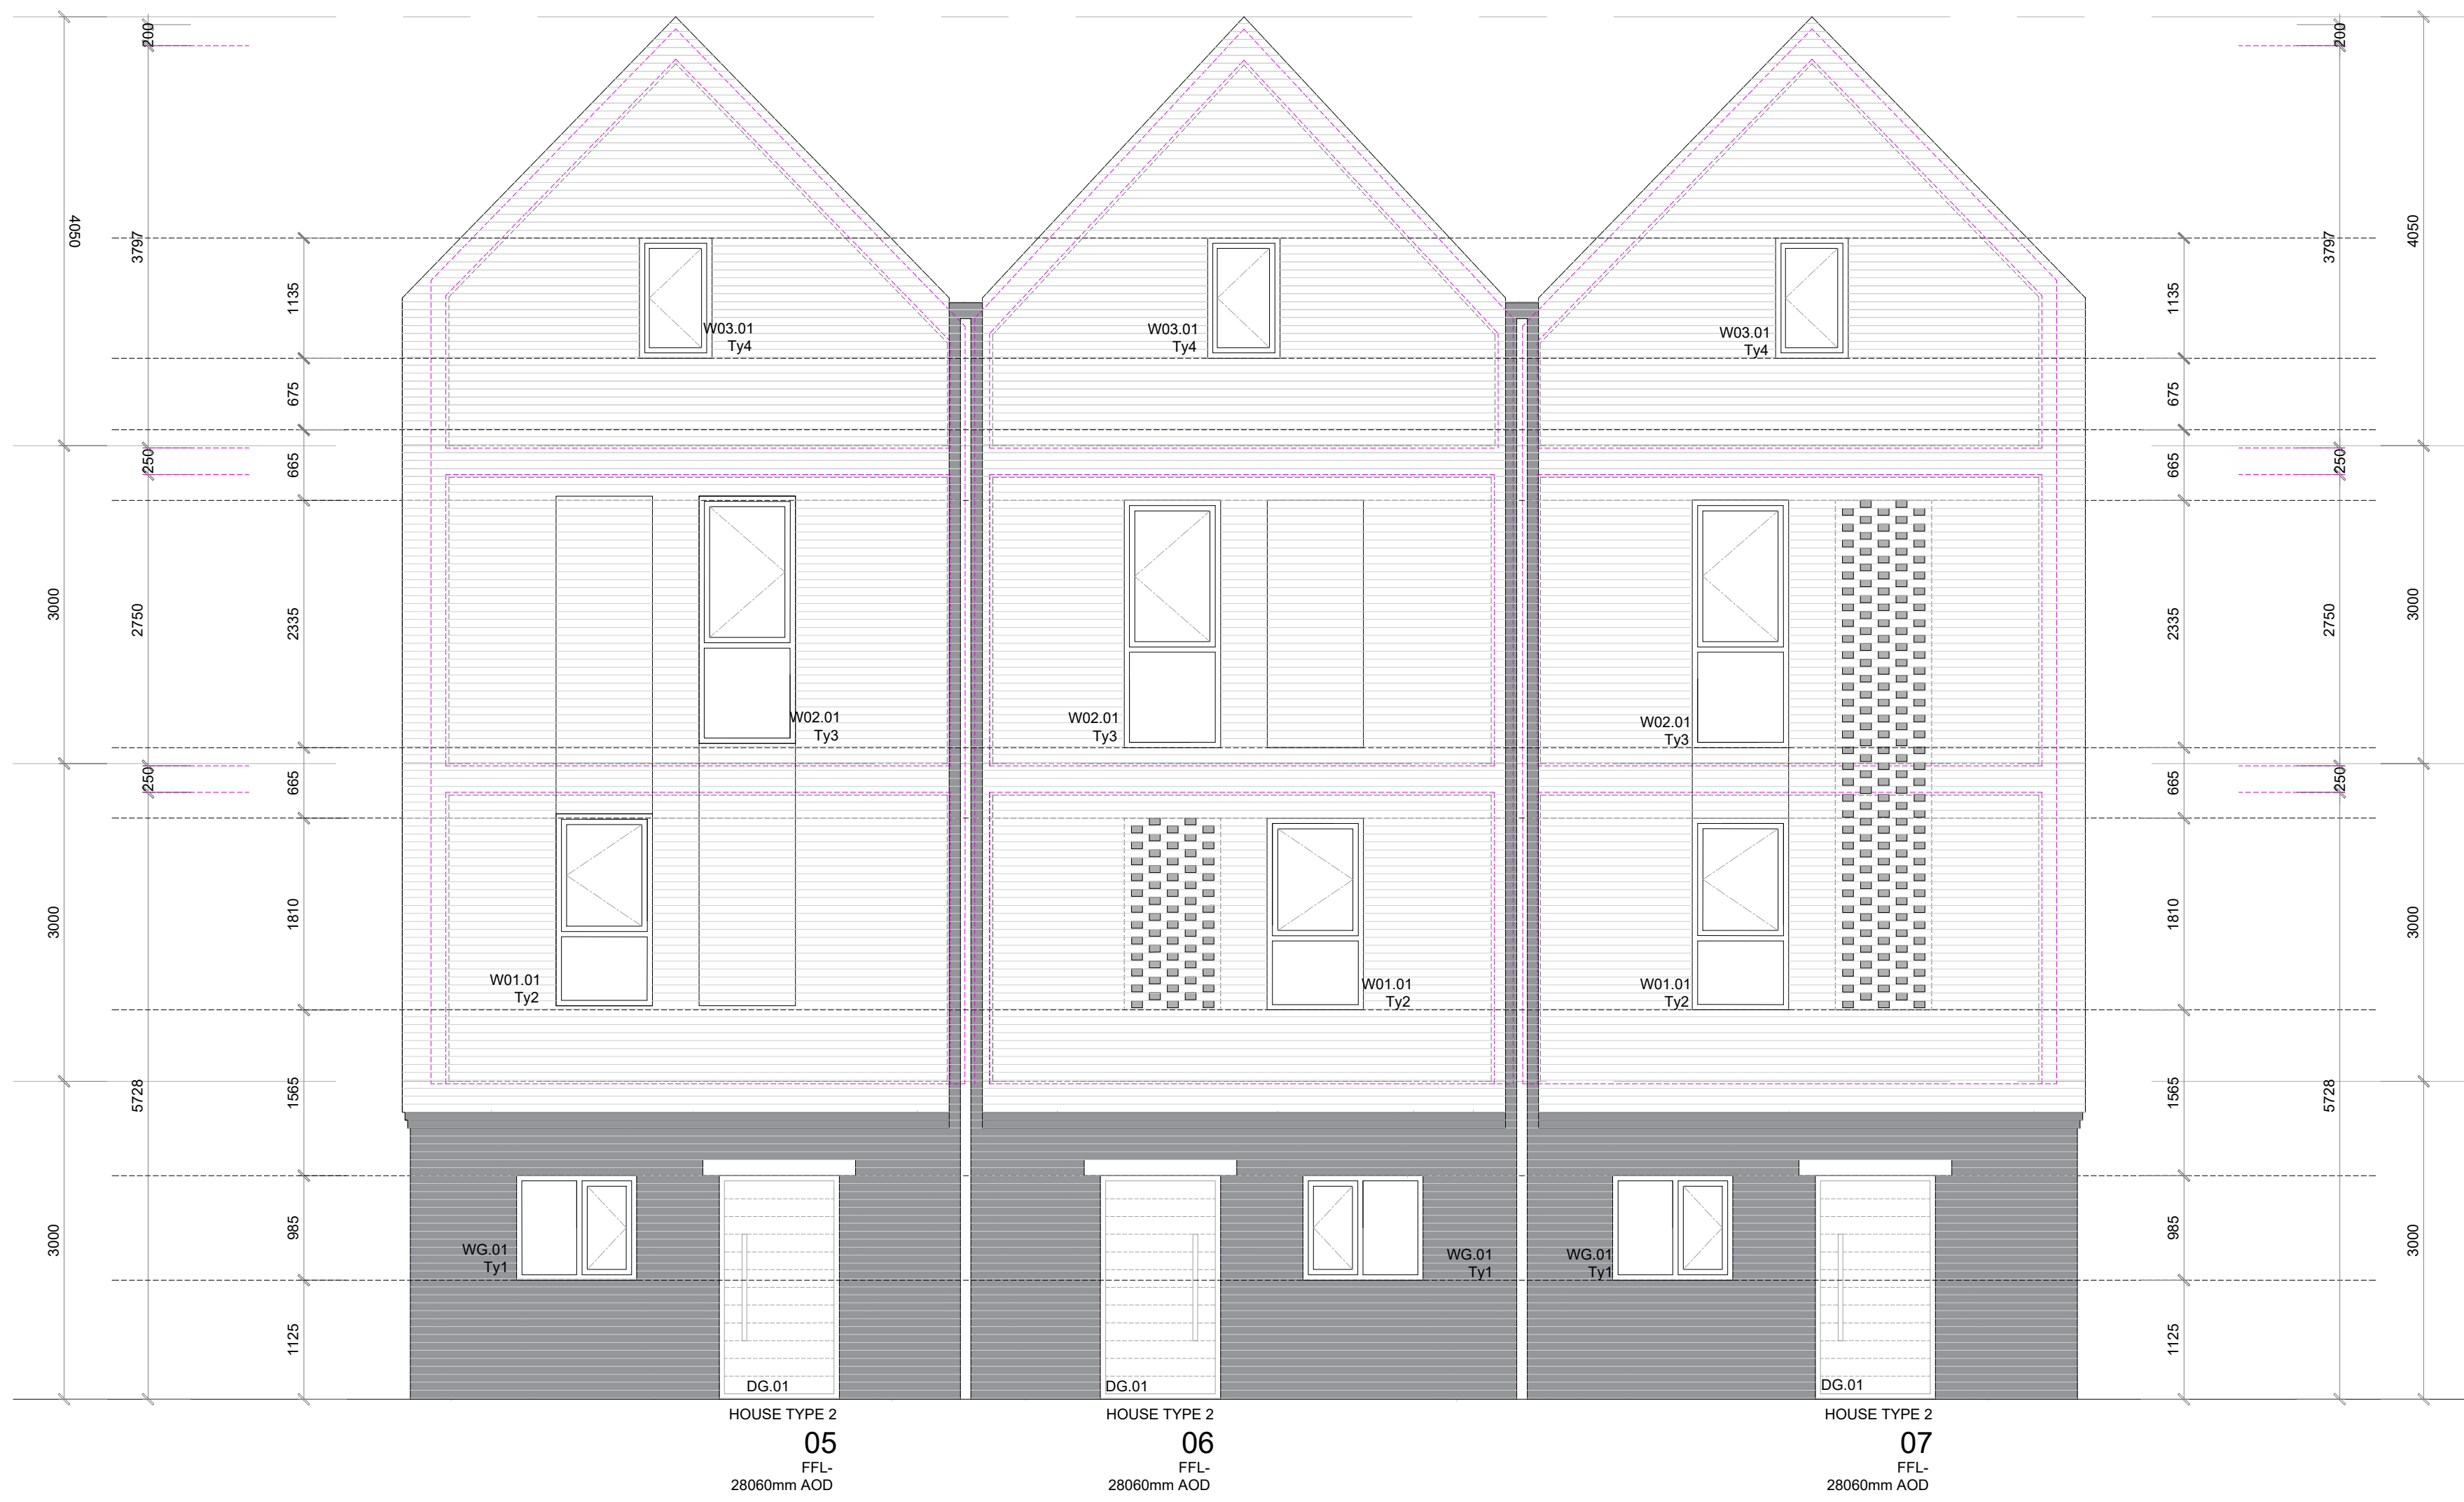 200
4050
3797
1135
675
250
665
3000
2750
2335
250
665
3000
1810
5728
1565
3000
985
1125
W03.01
Ty4
W03.01
Ty4
W03.01
Ty4
W02.01
Ty3
W02.01
Ty3
W02.01
Ty3
W01.01
Ty2
W01.01
Ty2
W01.01
Ty2
WG.01
Ty1
WG.01
Ty1
WG.01
Ty1
DG.01
DG.01
DG.01
200
4050
3797
1135
675
250
665
3000
2750
2335
250
665
3000
1810
5728
1565
3000
985
1125
HOUSE TYPE 2
05
FFL-
28060mm AOD
HOUSE TYPE 2
06
FFL-
28060mm AOD
HOUSE TYPE 2
07
FFL-
28060mm AOD